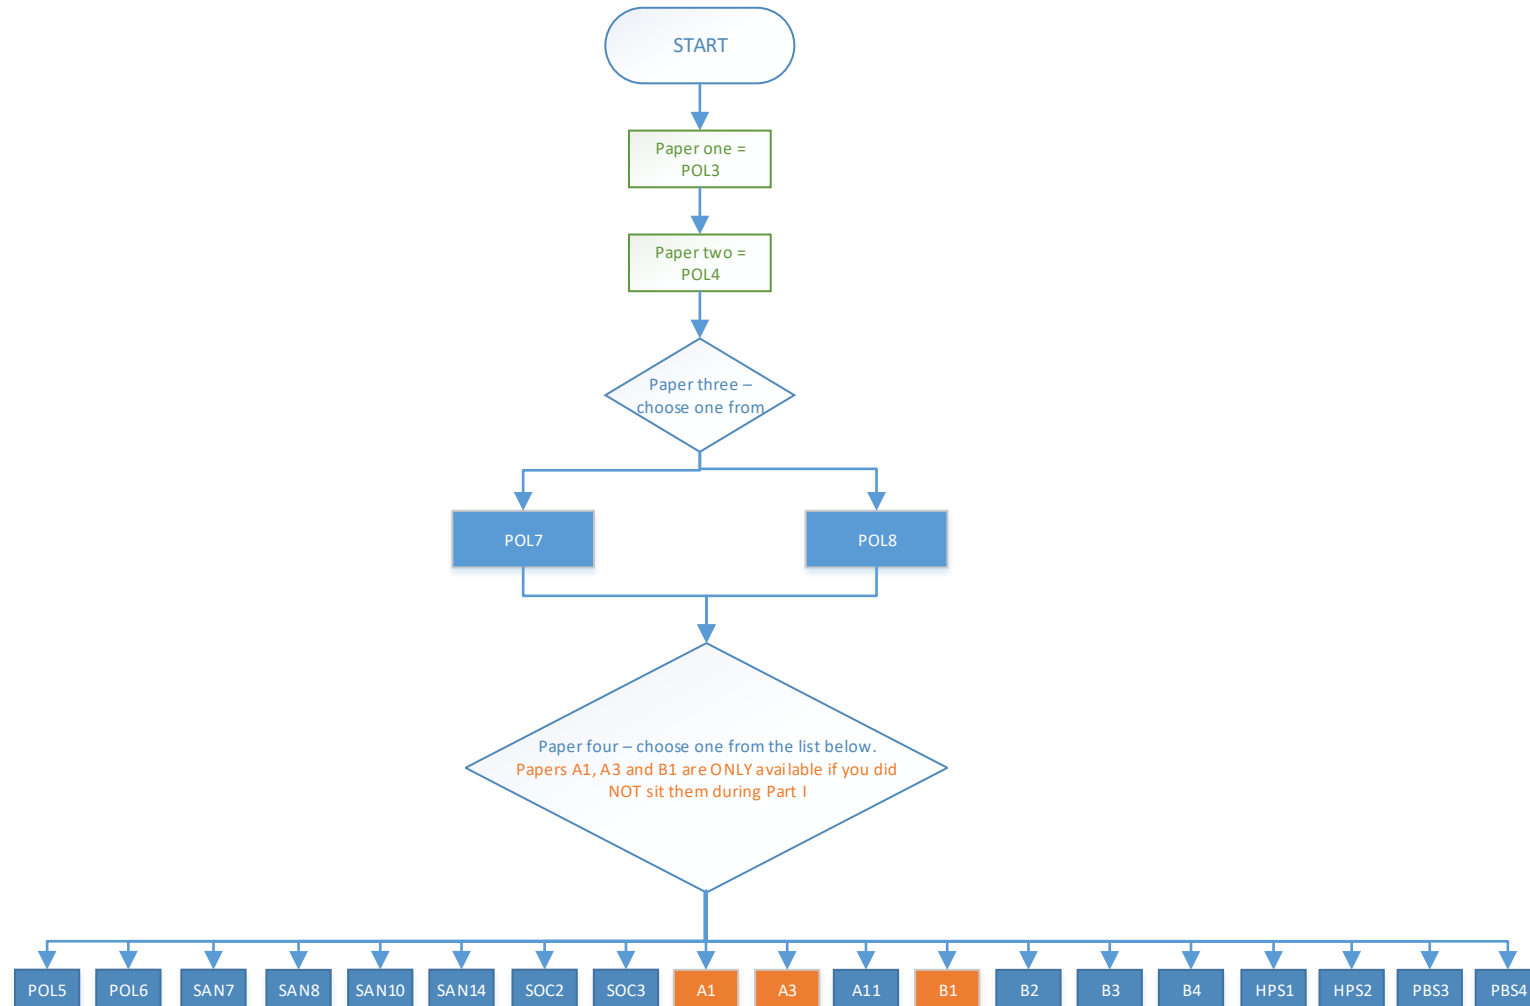 START
Paper one =
POL3
Paper two =
POL4
Paper three –
choose one from
POL7
POL8
Paper four – choose one from the list below.
Papers A1, A3 and B1 are ONLY available if you did
NOT sit them during Part I
POL5
POL6
SAN7
SAN8
SAN10
SAN14
SOC2
SOC3
A1
A3
A11
B1
B2
B3
B4
HPS1
HPS2
PBS3
PBS4